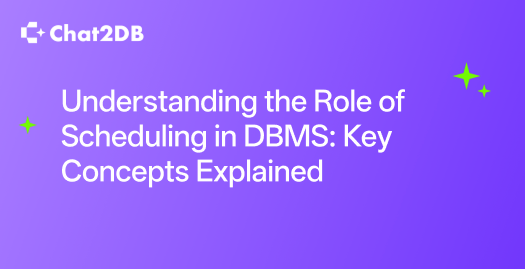 Chat2DB
Understanding the Role of
Scheduling in DBMS: Key
Concepts Explained